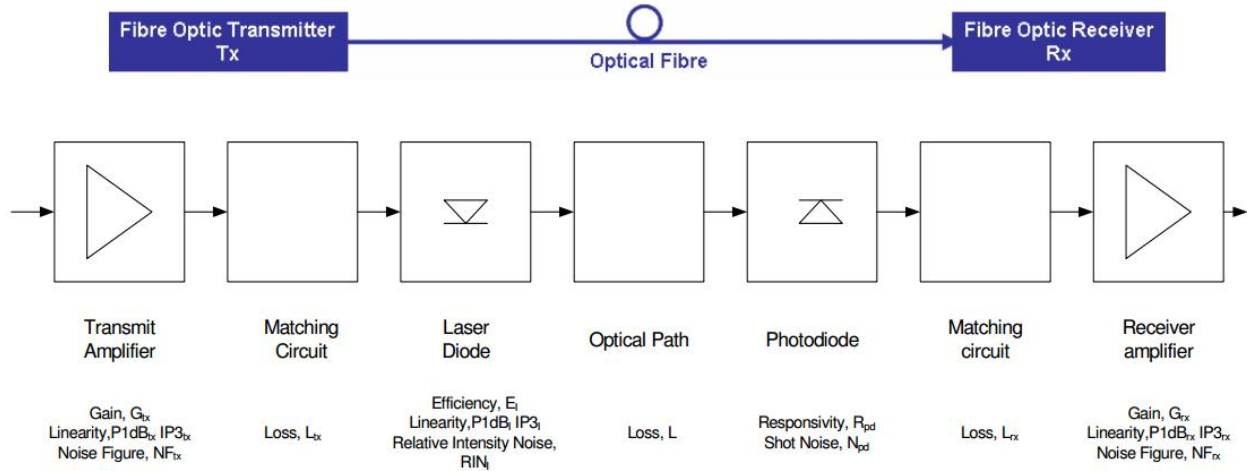 Fibre Optic Transmitter
Tx
Optical Fibre
Fibre Optic Receiver
Rx
Transmit
Amplifier
Matching
Circuit
Laser
Diode
Optical Path
Photodiode
Matching
circuit
Receiver
amplifier
Gain, Gtx
Linearity,P1dBtx IP3tx
Noise Figure, NFtx
Loss, Ltx
Efficiency, El
Linearity,P1dBl IP3l
Relative Intensity Noise,
RINl
Loss, L
Responsivity, Rpd
Shot Noise, Npd
Loss, Lrx
Gain, Grx
Linearity,P1dBrx IP3rx
Noise Figure, NFrx